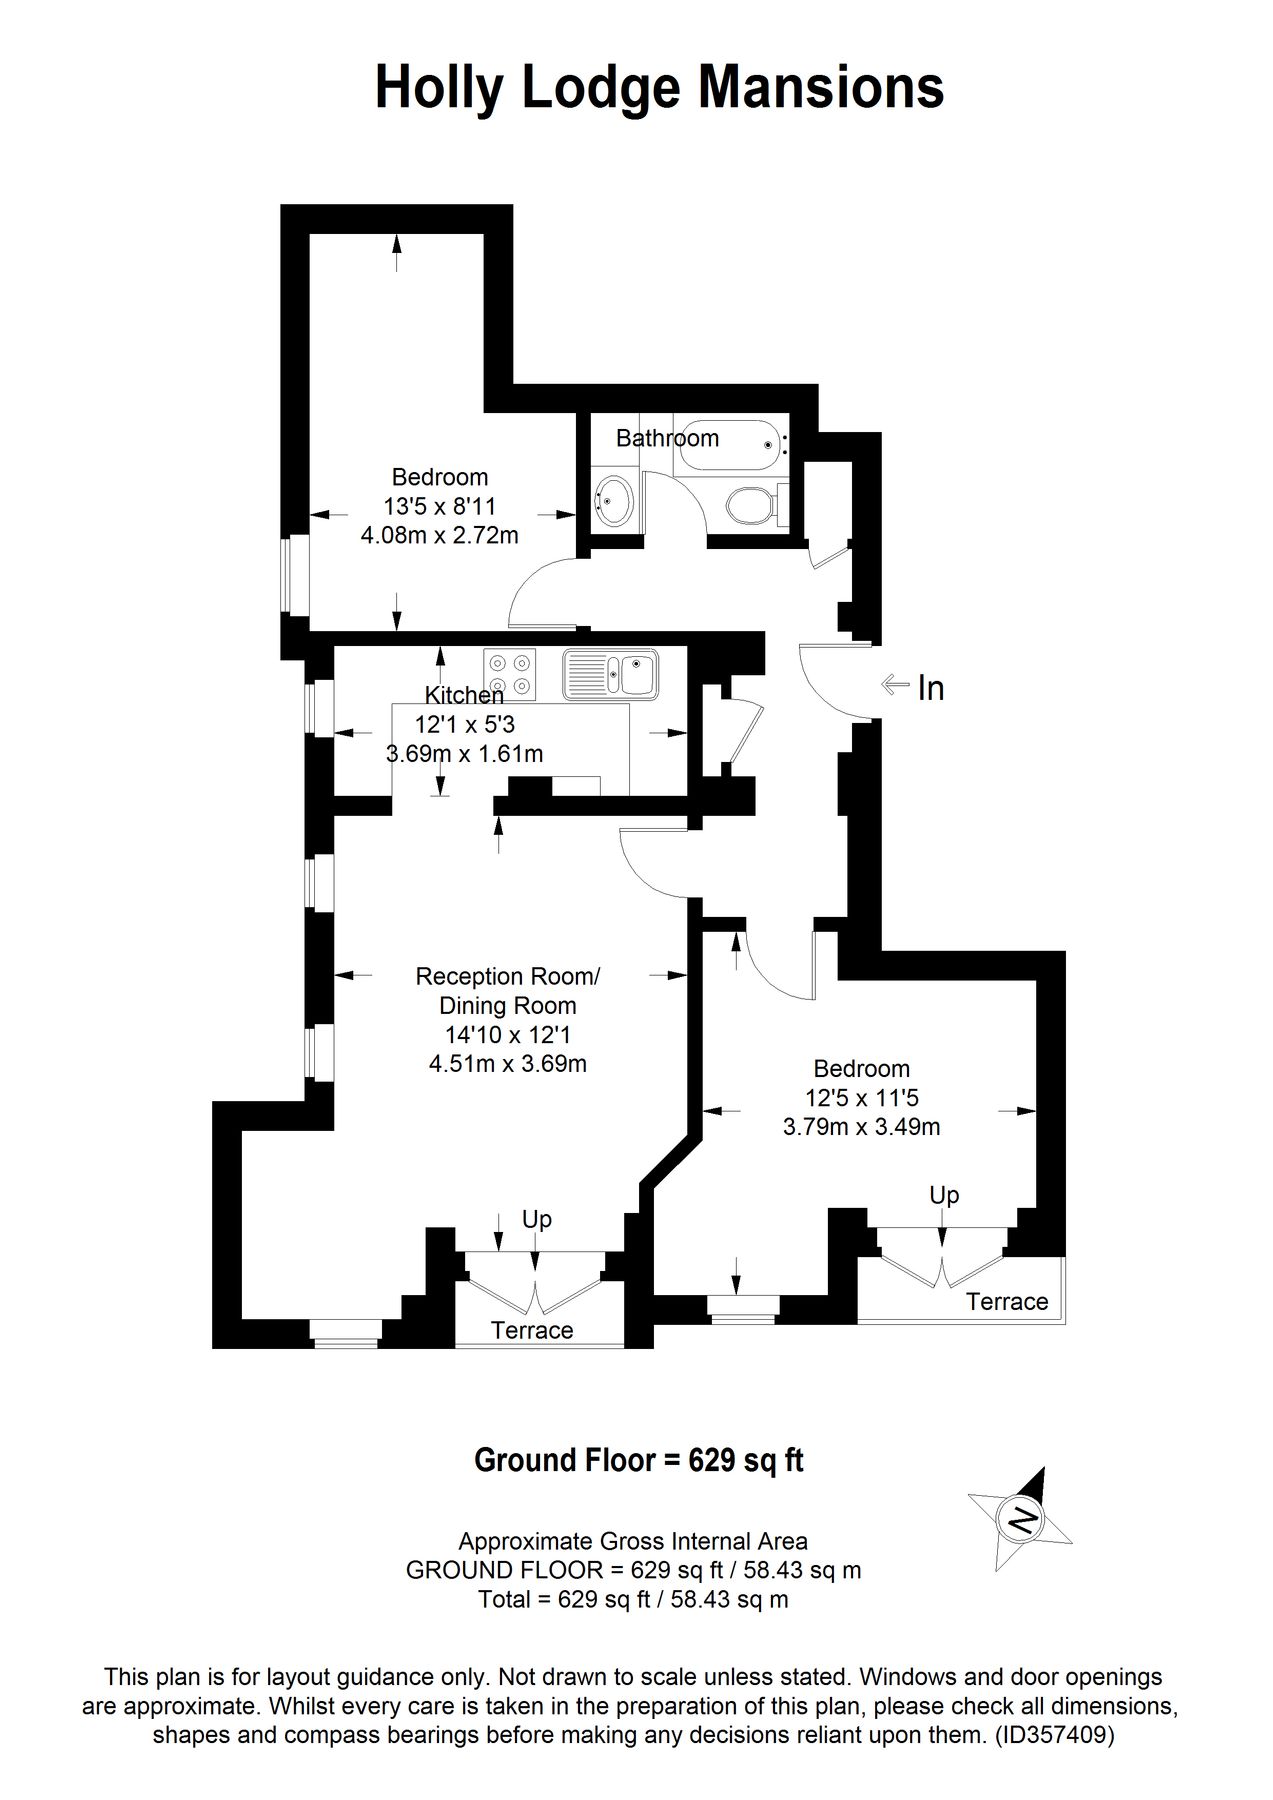 Holly Lodge Mansions
Bathroom
Bedroom
13'5 x 8'11
4.08m x 2.72m
In
Kitchen
12'1 x 5'3
3.69m x 1.61m
Reception Room/
Dining Room
14'10 x 12'1
4.51m x 3.69m
Bedroom
12'5 x 11'5
3.79m x 3.49m
Up
Up
Terrace
Terrace
Ground Floor = 629 sq ft
N
Approximate Gross Internal Area
GROUND FLOOR = 629 sq ft / 58.43 sq m
Total = 629 sq ft / 58.43 sq m
This plan is for layout guidance only. Not drawn to scale unless stated. Windows and door openings
are approximate. Whilst every care is taken in the preparation of this plan, please check all dimensions,
shapes and compass bearings before making any decisions reliant upon them. (ID357409)